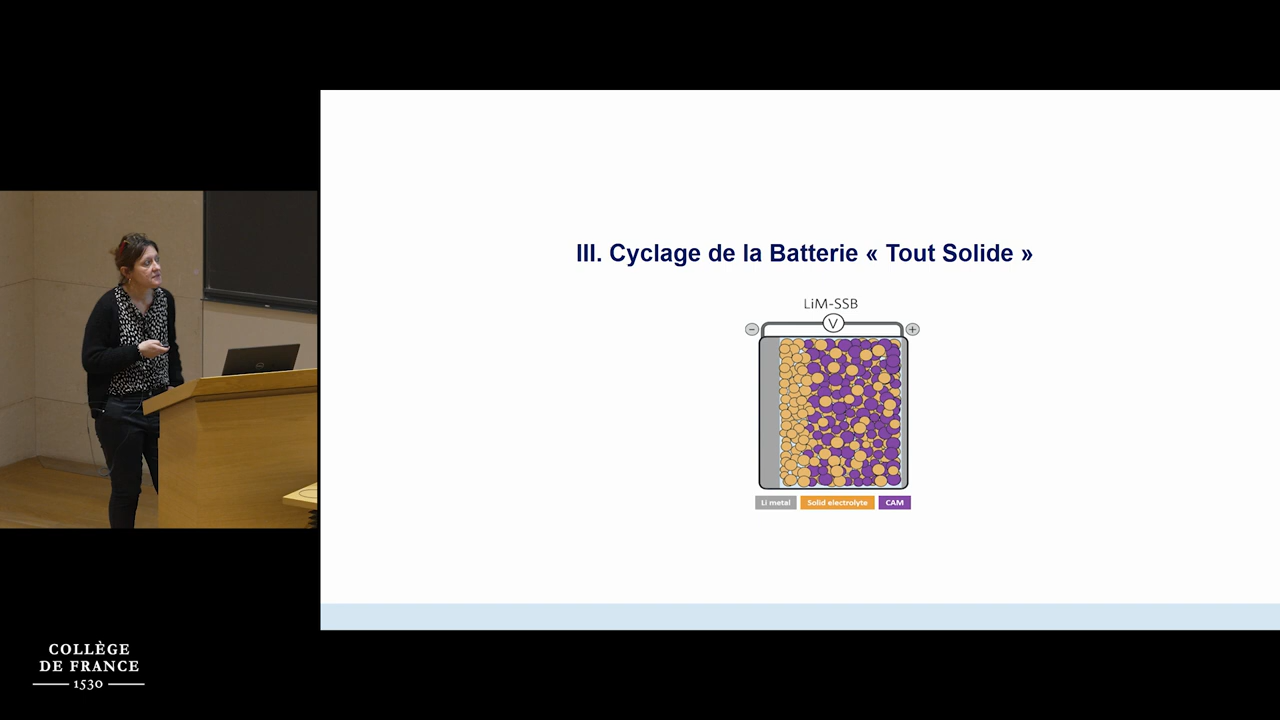 III. Cyclage de la Batterie « Tout Solide »
LiM-SSB
− V +
Li metal Solid electrolyte CAM
COLLÈGE
DE FRANCE
1530